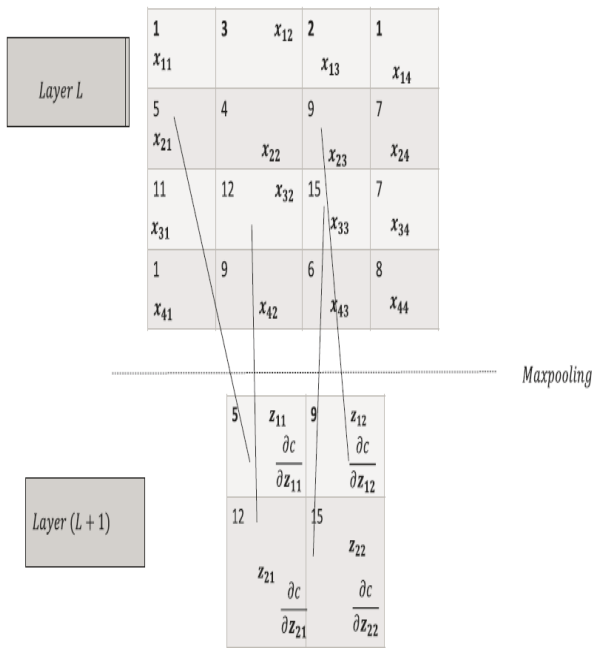 1 3 x₁₂ 2 1
x₁₁ x₁₃ x₁₄
Layer L
5 4 9 7
x₂₁ x₂₂ x₂₃ x₂₄
11 12 x₃₂ 15 7
x₃₁ x₃₃ x₃₄
1 9 6 8
x₄₁ x₄₂ x₄₃ x₄₄
Maxpooling
5 z₁₁ 9 z₁₂
∂c/∂z₁₁ ∂c/∂z₁₂
Layer (L + 1)
12 15
z₂₁ z₂₂
∂c/∂z₂₁ ∂c/∂z₂₂